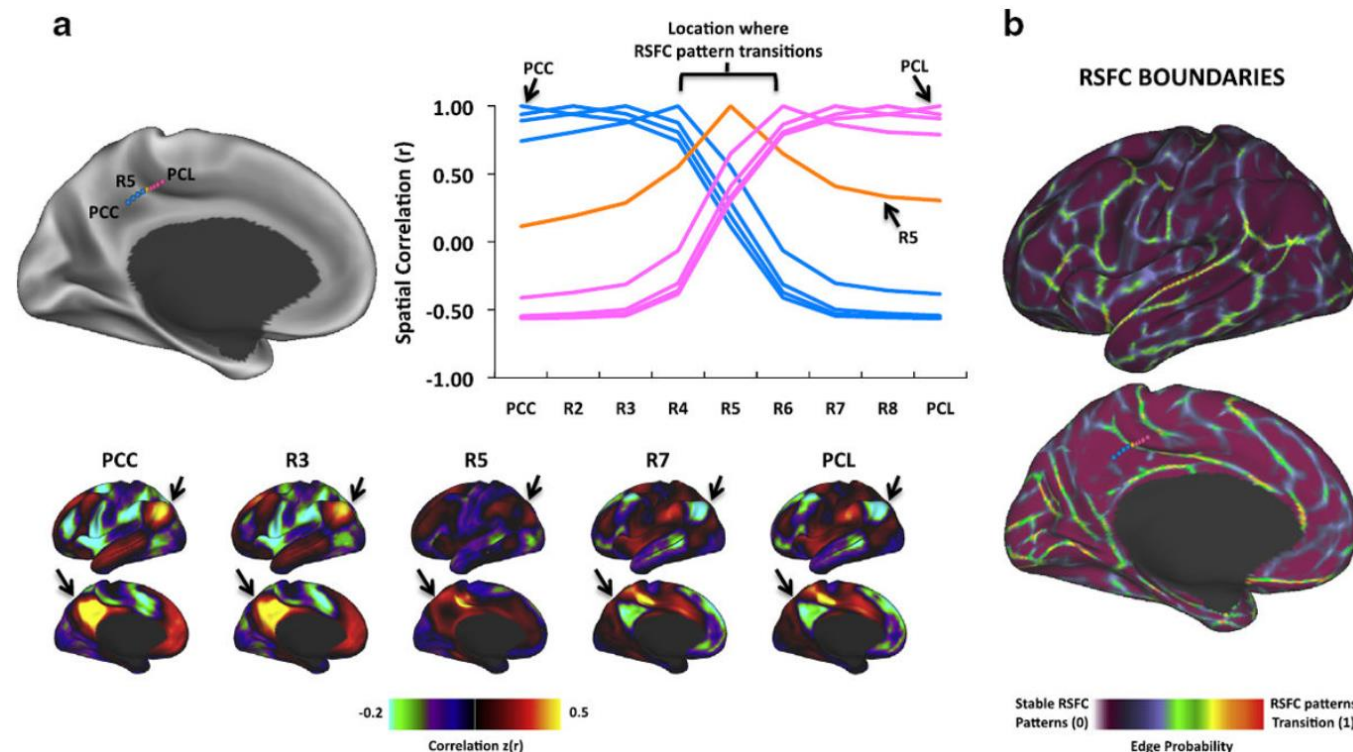 a
b
Location where
RSFC pattern transitions
PCC
PCL
RSFC BOUNDARIES
1.00
0.50
0.00
-0.50
-1.00
Spatial Correlation (r)
R5
PCL
PCC
R5
PCC R2 R3 R4 R5 R6 R7 R8 PCL
PCC R3 R5 R7 PCL
-0.2 0.5
Correlation z(r)
Stable RSFC
Patterns (0)
RSFC patterns
Transition (1)
Edge Probability